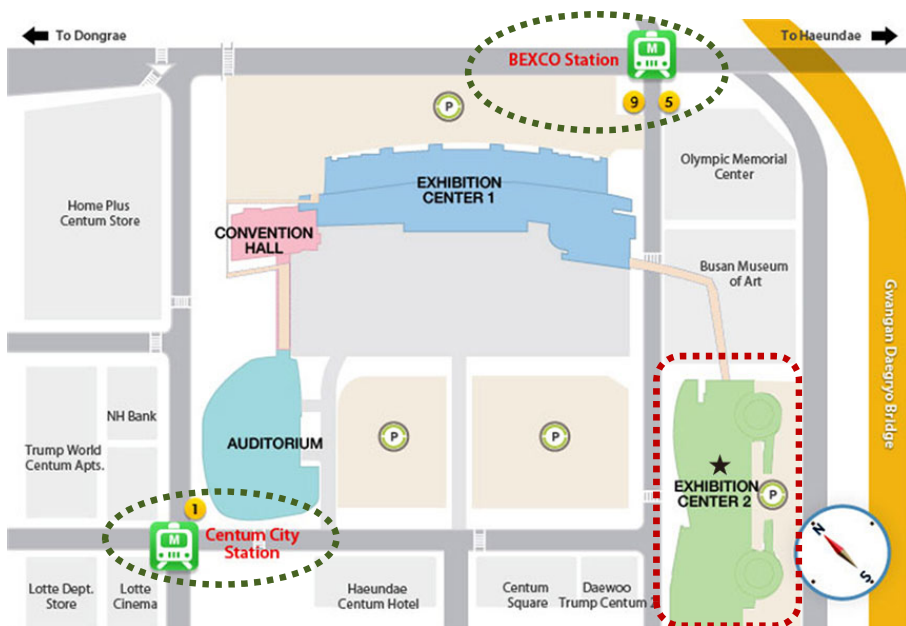 To Dongrae
To Haeundae
M
BEXCO Station
9
5
P
EXHIBITION
CENTER 1
Olympic Memorial
Center
Home Plus
Centum Store
CONVENTION
HALL
Busan Museum
of Art
Gwangan Daegryo Bridge
NH Bank
AUDITORIUM
P
P
Trump World
Centum Apts.
EXHIBITION
CENTER 2
P
1
M
Centum City
Station
N
S
Lotte Dept.
Store
Lotte
Cinema
Haeundae
Centum Hotel
Centum
Square
Daewoo
Trump Centum 2